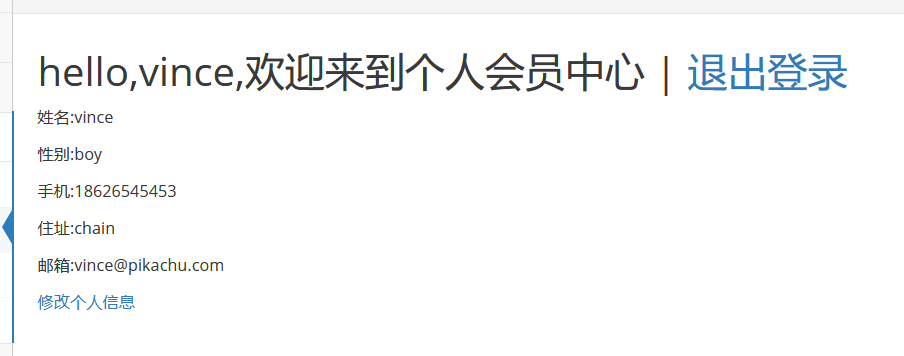 hello,vince,欢迎来到个人会员中心 | 退出登录
姓名:vince
性别:boy
手机:18626545453
住址:chain
邮箱:vince@pikachu.com
修改个人信息